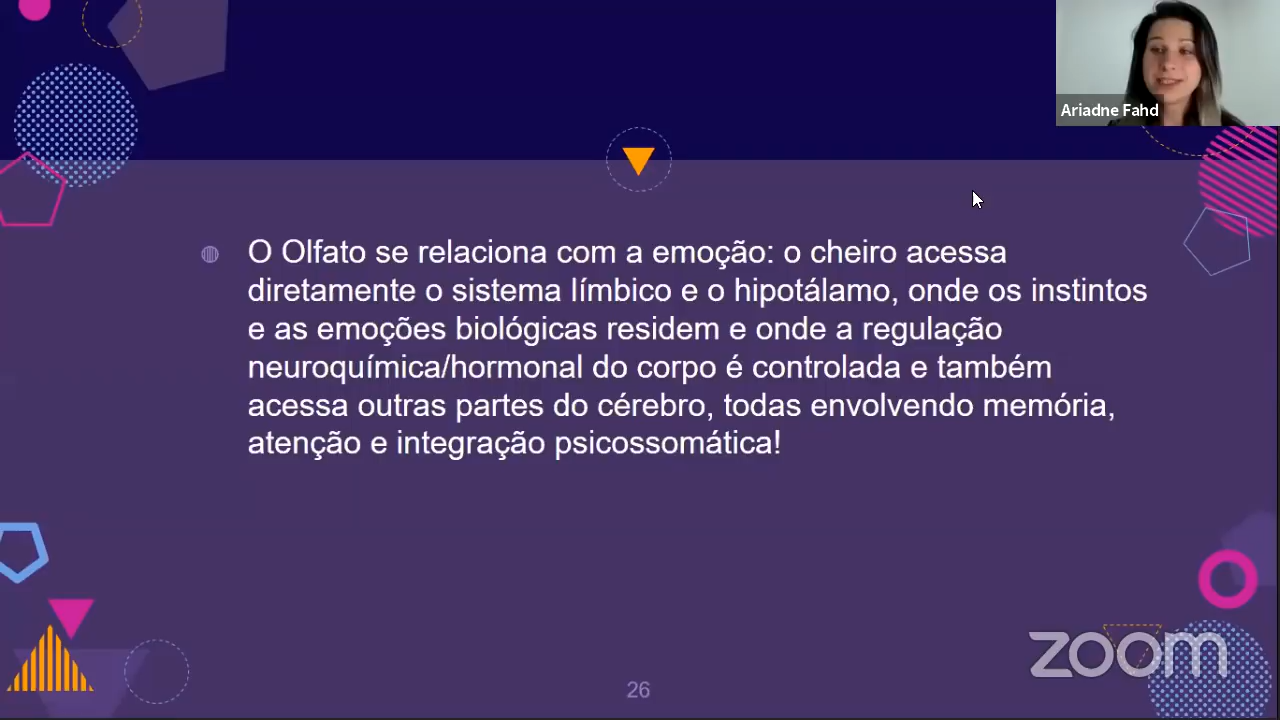 Ariadne Fahd
O Olfato se relaciona com a emoção: o cheiro acessa
diretamente o sistema límbico e o hipotálamo, onde os instintos
e as emoções biológicas residem e onde a regulação
neuroquímica/hormonal do corpo é controlada e também
acessa outras partes do cérebro, todas envolvendo memória,
atenção e integração psicossomática!
zoom
26